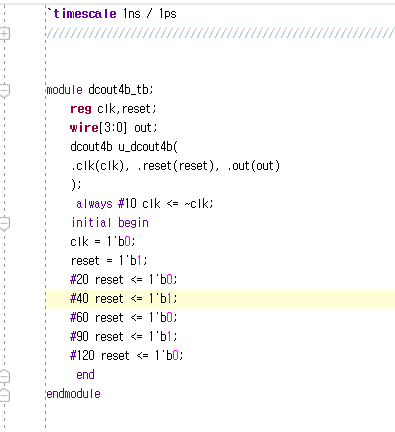 `timescale 1ns / 1ps
//////////////////////////////////////////////////////////////////////
module dcout4b_tb;
reg clk,reset;
wire[3:0] out;
dcout4b u_dcout4b(
.clk(clk), .reset(reset), .out(out)
);
always #10 clk <= ~clk;
initial begin
clk = 1'b0;
reset = 1'b1;
#20 reset <= 1'b0;
#40 reset <= 1'b1;
#60 reset <= 1'b0;
#90 reset <= 1'b1;
#120 reset <= 1'b0;
end
endmodule